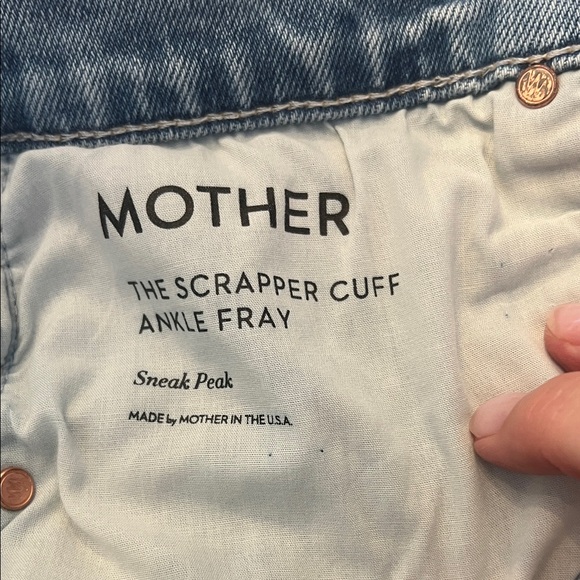 MOTHER
THE SCRAPPER CUFF
ANKLE FRAY
Sneak Peak
MADE by MOTHER IN THE U.S.A.